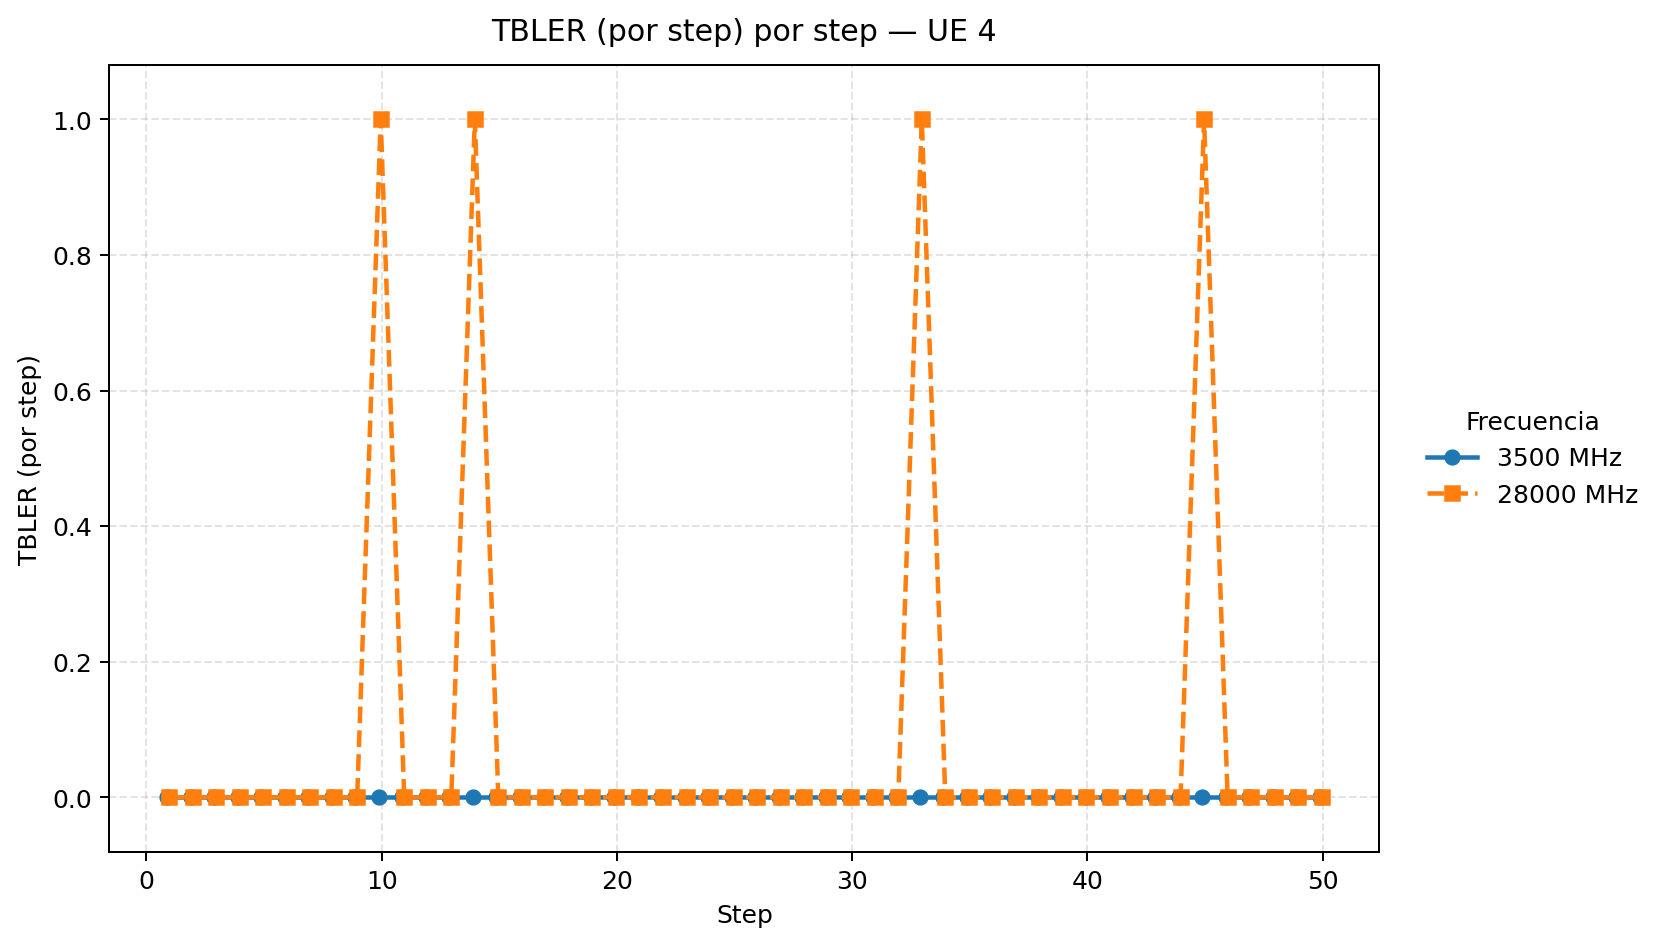 TBLER (por step) por step — UE 4
TBLER (por step)
1.0
0.8
0.6
0.4
0.2
0.0
0 10 20 30 40 50
Step
Frecuencia
3500 MHz
28000 MHz